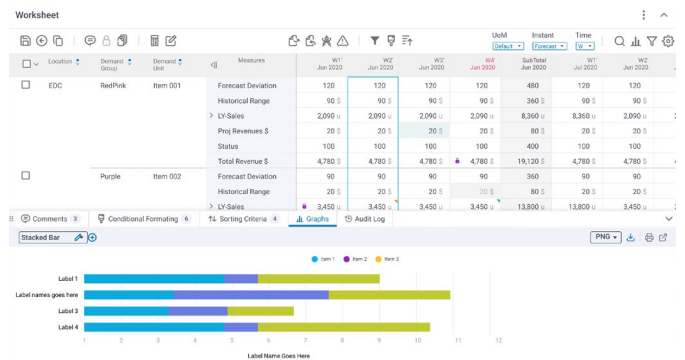 Worksheet
UoM Instant Time
Default Forecast W
Location Demand Group Demand Unit Measures W1' Jun 2020 W2' Jun 2020 W3' Jun 2020 W4' Jun 2020 SubTotal Jun 2020 W1' Jul 2020 W2' Jun 2020
EDC RedPink Item 001 Forecast Deviation 120 120 120 120 480 120 120
Historical Range 90 $ 90 $ 90 $ 90 $ 360 $ 90 $ 90 $
> LY-Sales 2,090 u 2,090 u 2,090 u 2,090 u 8,360 u 8,360 u 2,090 u
Proj Revenues $ 20 $ 20 $ 20 $ 20 $ 80 $ 20 $ 20 $
Status 100 100 100 100 400 100 100
Total Revenue $ 4,780 $ 4,780 $ 4,780 $ 4,780 $ 19,120 $ 4,780 $ 4,780 $
Purple Item 002 Forecast Deviation 90 90 90 90 360 90 90
Historical Range 20 $ 20 $ 20 $ 20 $ 80 $ 20 $ 20 $
> LY-Sales 3,450 u 3,450 u 3,450 u 3,450 u 13,800 u 13,800 u 3,450 u
Comments 3 Conditional Formating 6 Sorting Criteria 4 Graphs Audit Log
Stacked Bar PNG
Item 1 Item 2 Item 3
Label 1
Label names goes here
Label 3
Label 4
1 2 3 4 5 6 7 8 9 10 11 12
Label Name Goes Here